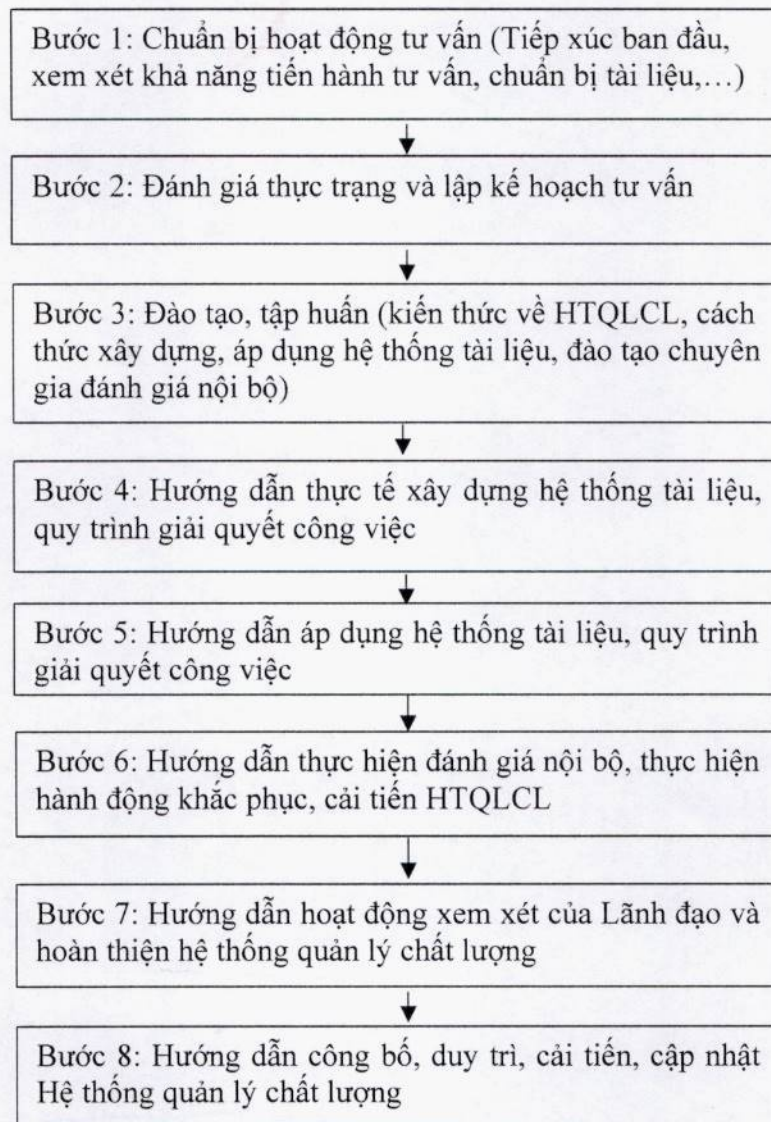 Bước 1: Chuẩn bị hoạt động tư vấn (Tiếp xúc ban đầu,
xem xét khả năng tiến hành tư vấn, chuẩn bị tài liệu,…)
Bước 2: Đánh giá thực trạng và lập kế hoạch tư vấn
Bước 3: Đào tạo, tập huấn (kiến thức về HTQLCL, cách
thức xây dựng, áp dụng hệ thống tài liệu, đào tạo chuyên
gia đánh giá nội bộ)
Bước 4: Hướng dẫn thực tế xây dựng hệ thống tài liệu,
quy trình giải quyết công việc
Bước 5: Hướng dẫn áp dụng hệ thống tài liệu, quy trình
giải quyết công việc
Bước 6: Hướng dẫn thực hiện đánh giá nội bộ, thực hiện
hành động khắc phục, cải tiến HTQLCL
Bước 7: Hướng dẫn hoạt động xem xét của Lãnh đạo và
hoàn thiện hệ thống quản lý chất lượng
Bước 8: Hướng dẫn công bố, duy trì, cải tiến, cập nhật
Hệ thống quản lý chất lượng